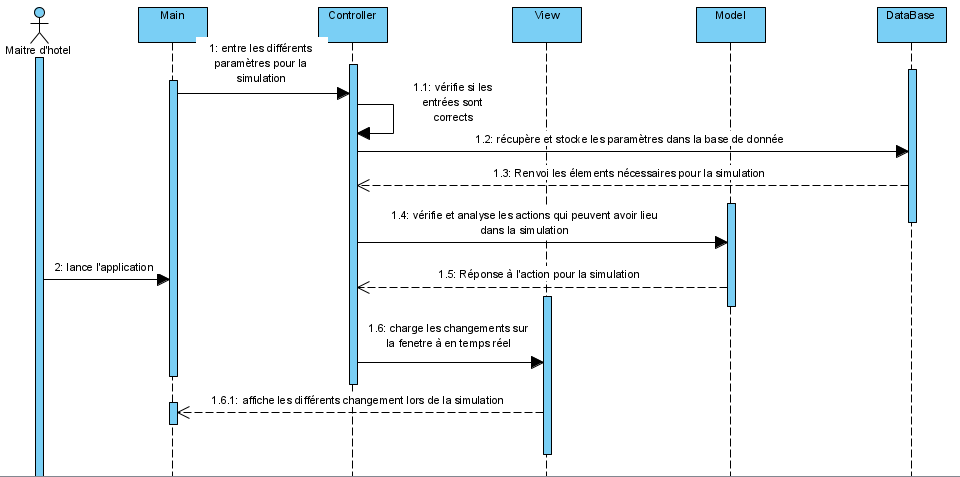 Main
Controller
View
Model
DataBase
Maitre d'hotel
1: entre les différents
paramètres pour la
simulation
1.1: vérifie si les
entrées sont
corrects
1.2: récupère et stocke les paramètres dans la base de donnée
1.3: Renvoi les élements nécessaires pour la simulation
1.4: vérifie et analyse les actions qui peuvent avoir lieu
dans la simulation
2: lance l'application
1.5: Réponse à l'action pour la simulation
1.6: charge les changements sur
la fenetre à en temps réel
1.6.1: affiche les différents changement lors de la simulation